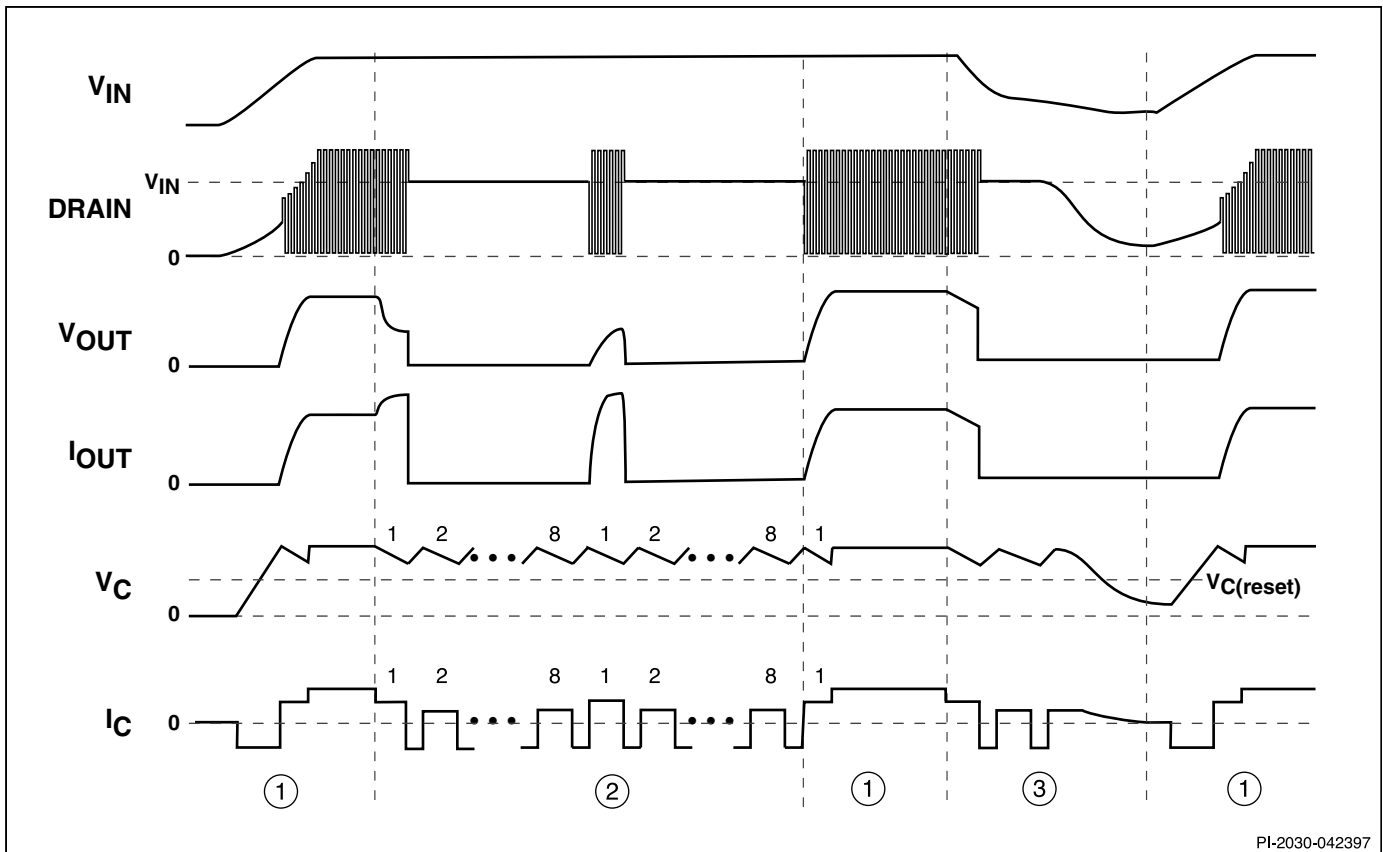 VIN
VIN
DRAIN
0
VOUT
0
IOUT
0
1 2 8 1 2 8 1
VC
VC(reset)
0
1 2 8 1 2 8 1
IC
0
1 2 1 3 1
PI-2030-042397